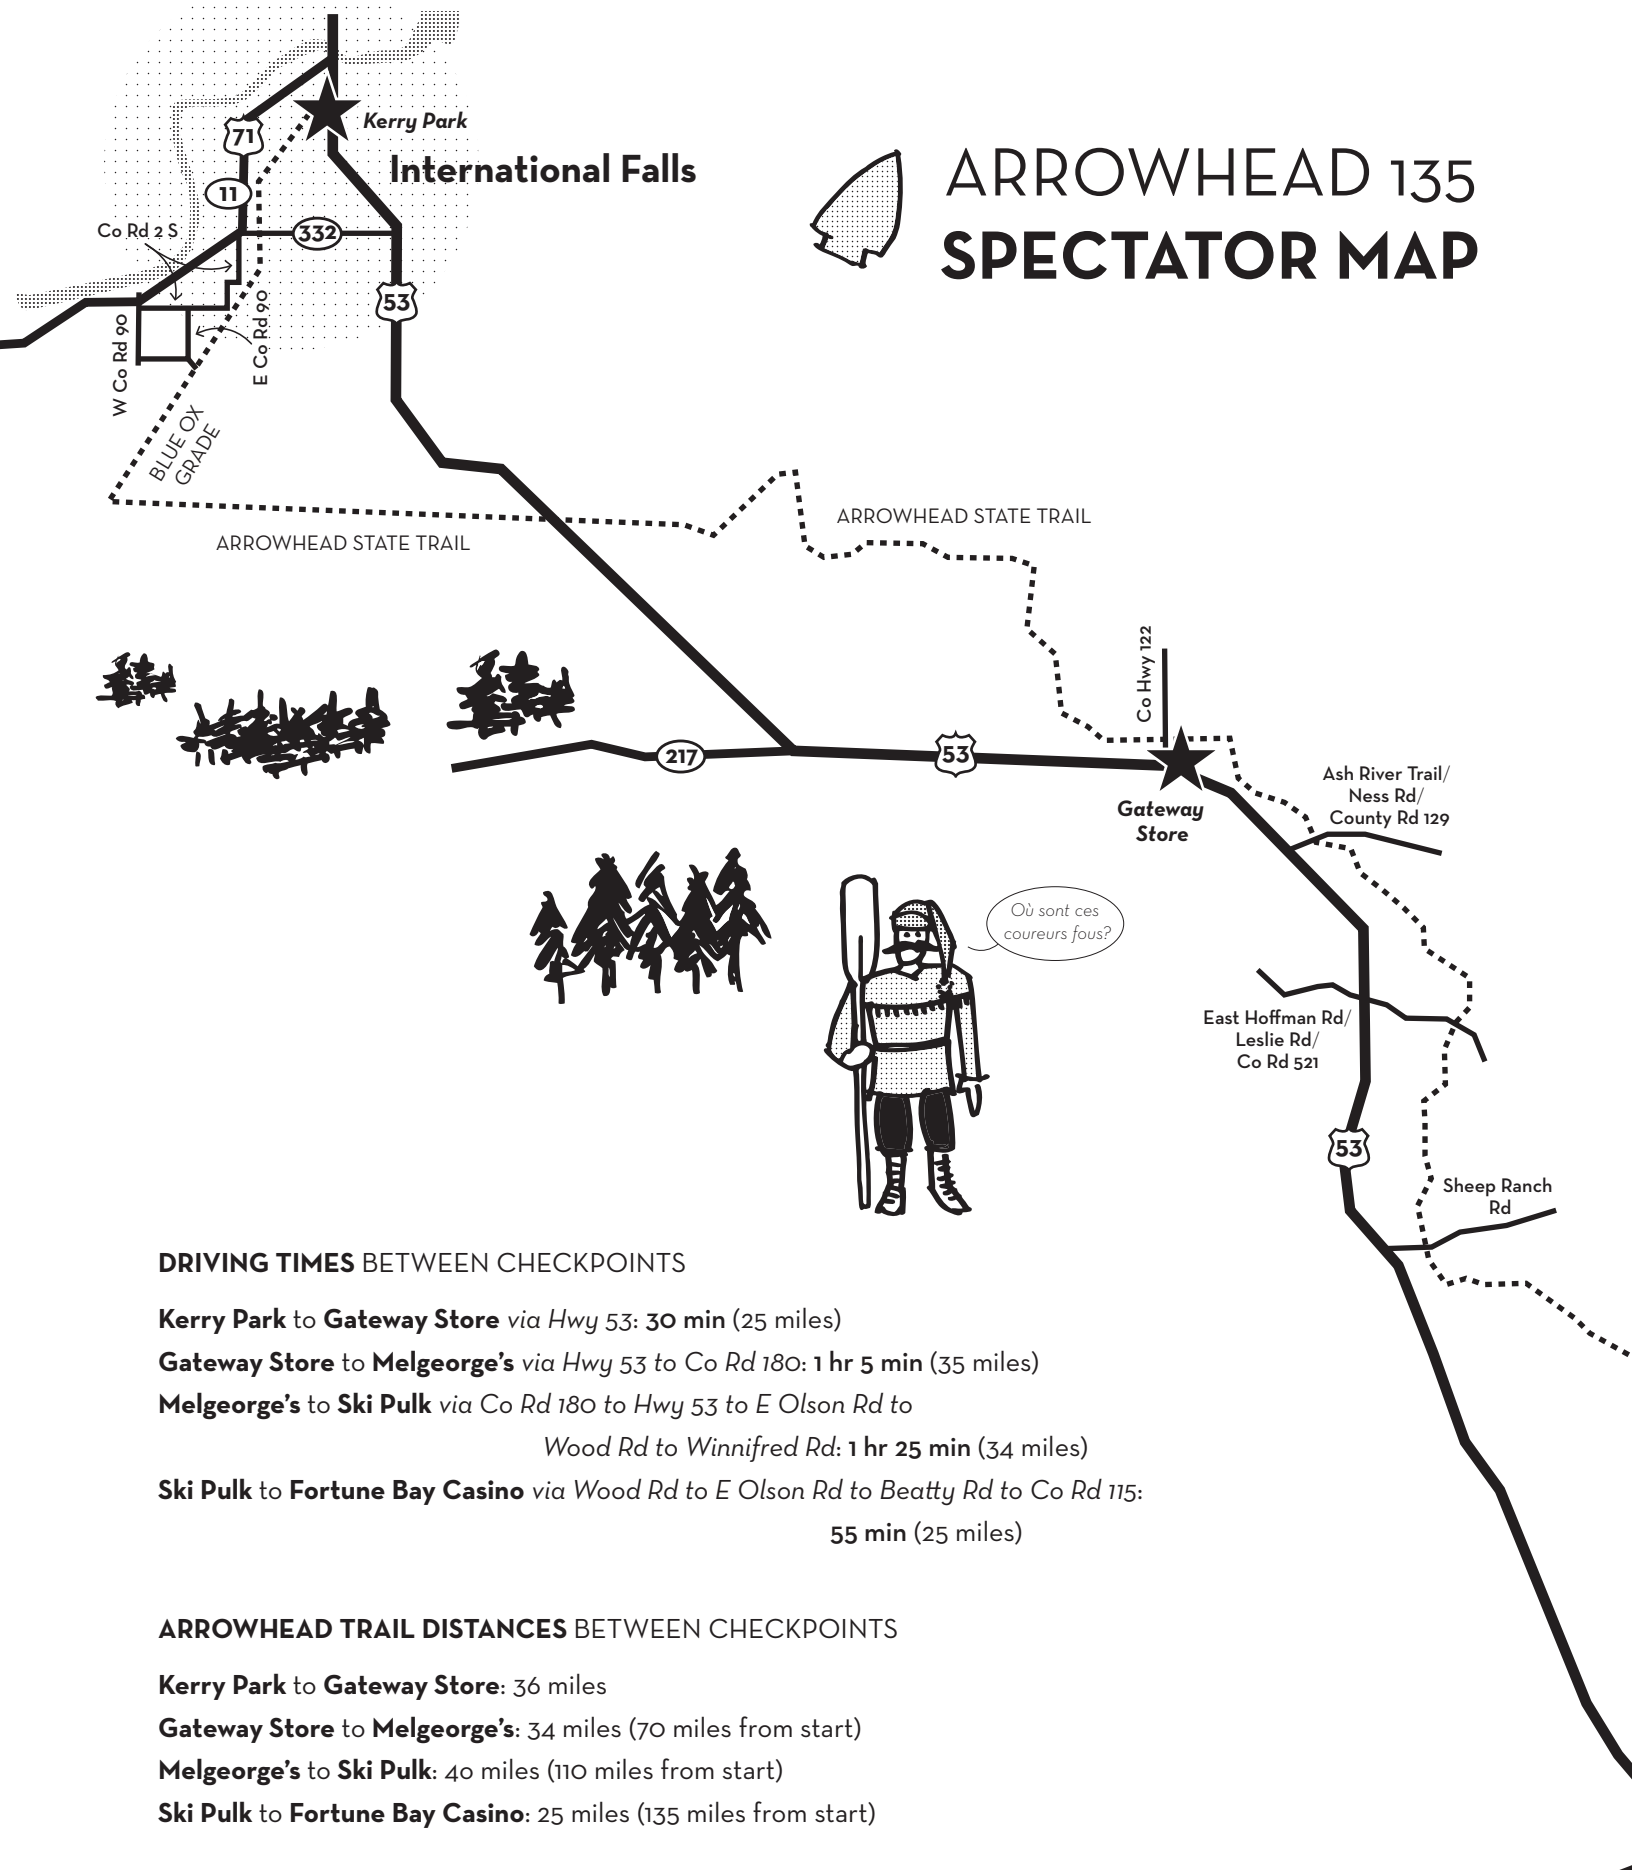 Kerry Park
International Falls
71
11
332
Co Rd 2 S
53
W Co Rd 90
E Co Rd 90
BLUE OX
GRADE
ARROWHEAD 135
SPECTATOR MAP
ARROWHEAD STATE TRAIL
ARROWHEAD STATE TRAIL
Co Hwy 122
217
53
Gateway
Store
Ash River Trail/
Ness Rd/
County Rd 129
Où sont ces
coureurs fous?
East Hoffman Rd/
Leslie Rd/
Co Rd 521
53
Sheep Ranch
Rd
DRIVING TIMES BETWEEN CHECKPOINTS
Kerry Park to Gateway Store via Hwy 53: 30 min (25 miles)
Gateway Store to Melgeorge's via Hwy 53 to Co Rd 180: 1 hr 5 min (35 miles)
Melgeorge's to Ski Pulk via Co Rd 180 to Hwy 53 to E Olson Rd to
Wood Rd to Winnifred Rd: 1 hr 25 min (34 miles)
Ski Pulk to Fortune Bay Casino via Wood Rd to E Olson Rd to Beatty Rd to Co Rd 115:
55 min (25 miles)
ARROWHEAD TRAIL DISTANCES BETWEEN CHECKPOINTS
Kerry Park to Gateway Store: 36 miles
Gateway Store to Melgeorge's: 34 miles (70 miles from start)
Melgeorge's to Ski Pulk: 40 miles (110 miles from start)
Ski Pulk to Fortune Bay Casino: 25 miles (135 miles from start)